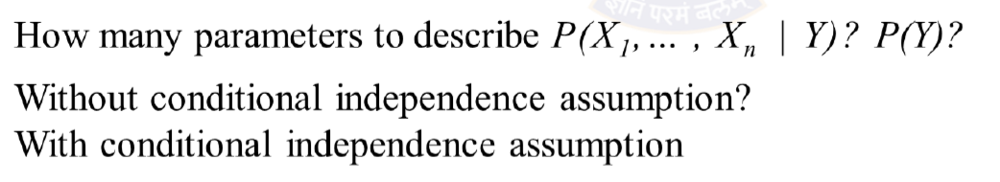 How many parameters to describe P(X₁, ... , Xₙ | Y)? P(Y)?
Without conditional independence assumption?
With conditional independence assumption